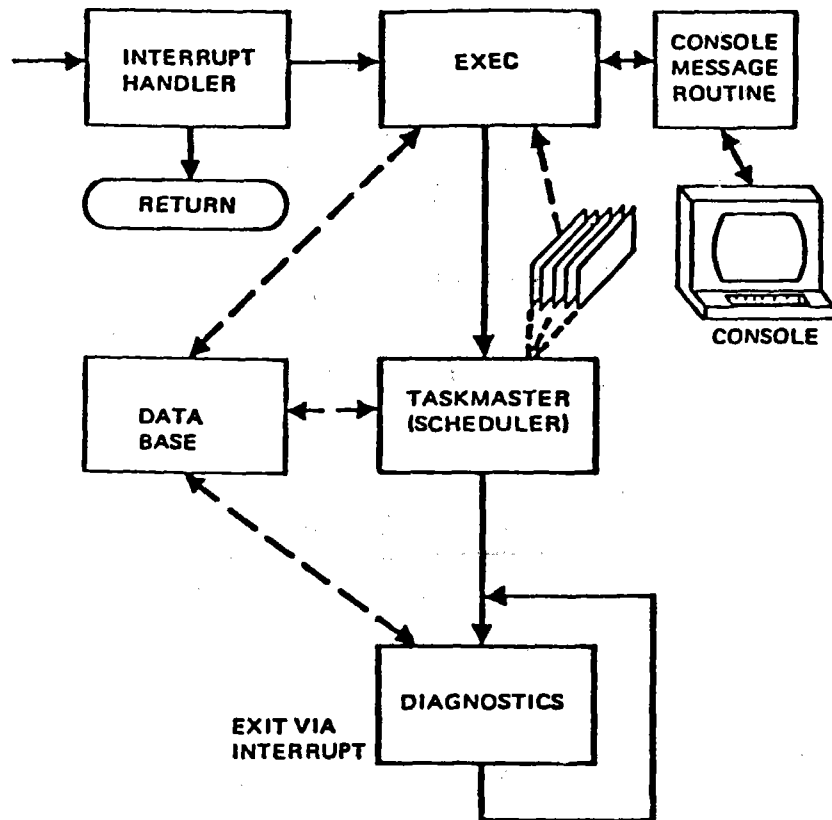 INTERRUPT
HANDLER
EXEC
CONSOLE
MESSAGE
ROUTINE
RETURN
CONSOLE
DATA
BASE
TASKMASTER
(SCHEDULER)
DIAGNOSTICS
EXIT VIA
INTERRUPT